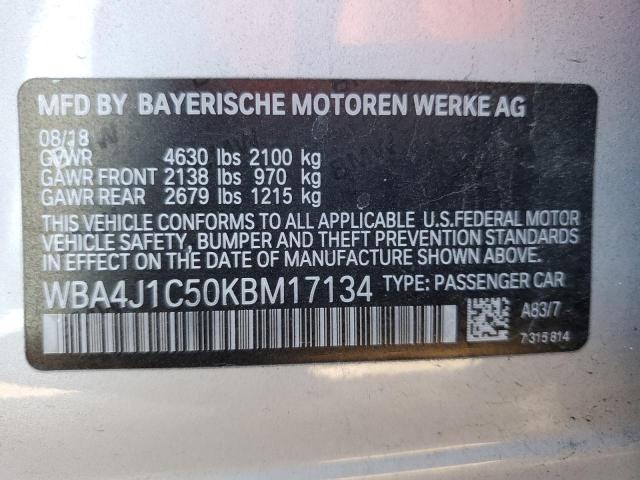 MFD BY BAYERISCHE MOTOREN WERKE AG
08/18
GVWR 4630 lbs 2100 kg
GAWR FRONT 2138 lbs 970 kg
GAWR REAR 2679 lbs 1215 kg
THIS VEHICLE CONFORMS TO ALL APPLICABLE U.S.FEDERAL MOTOR
VEHICLE SAFETY, BUMPER AND THEFT PREVENTION STANDARDS
IN EFFECT ON THE DATE OF MANUFACTURE SHOWN ABOVE.
WBA4J1C50KBM17134 TYPE: PASSENGER CAR
A83/7
7 315 814